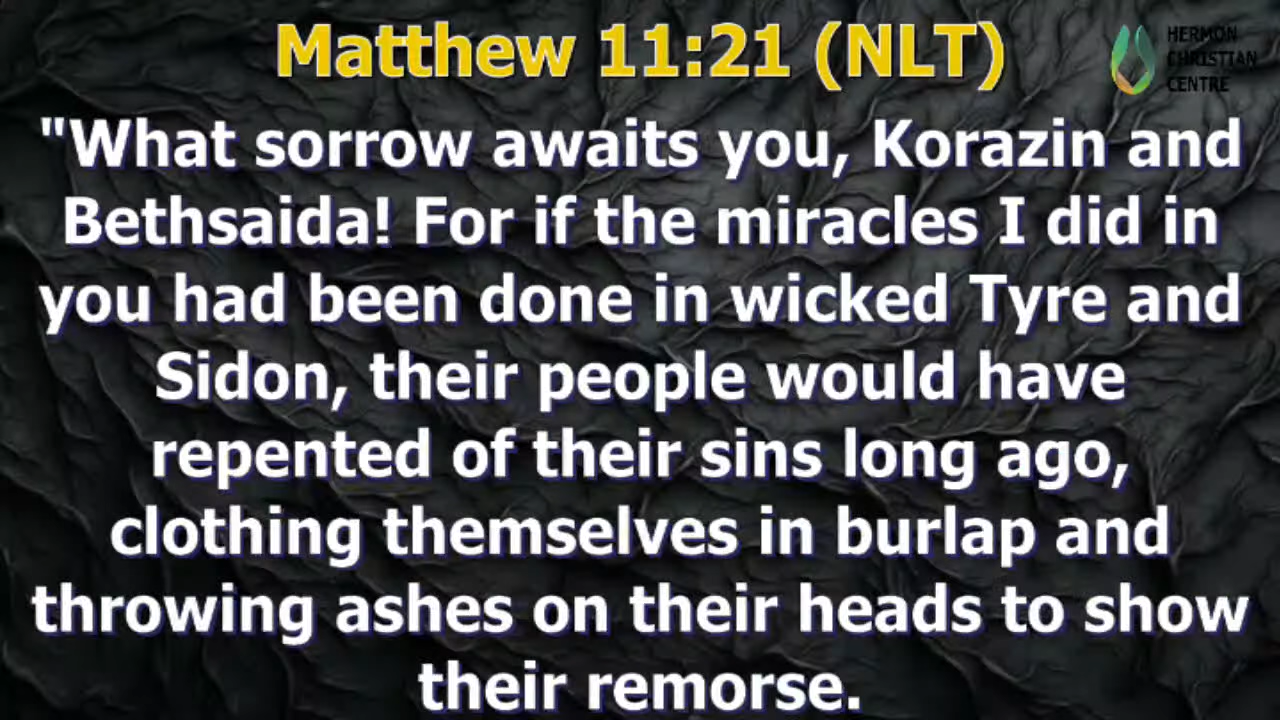 Matthew 11:21 (NLT)
HERMON
CHRISTIAN
CENTRE
"What sorrow awaits you, Korazin and
Bethsaida! For if the miracles I did in
you had been done in wicked Tyre and
Sidon, their people would have
repented of their sins long ago,
clothing themselves in burlap and
throwing ashes on their heads to show
their remorse.